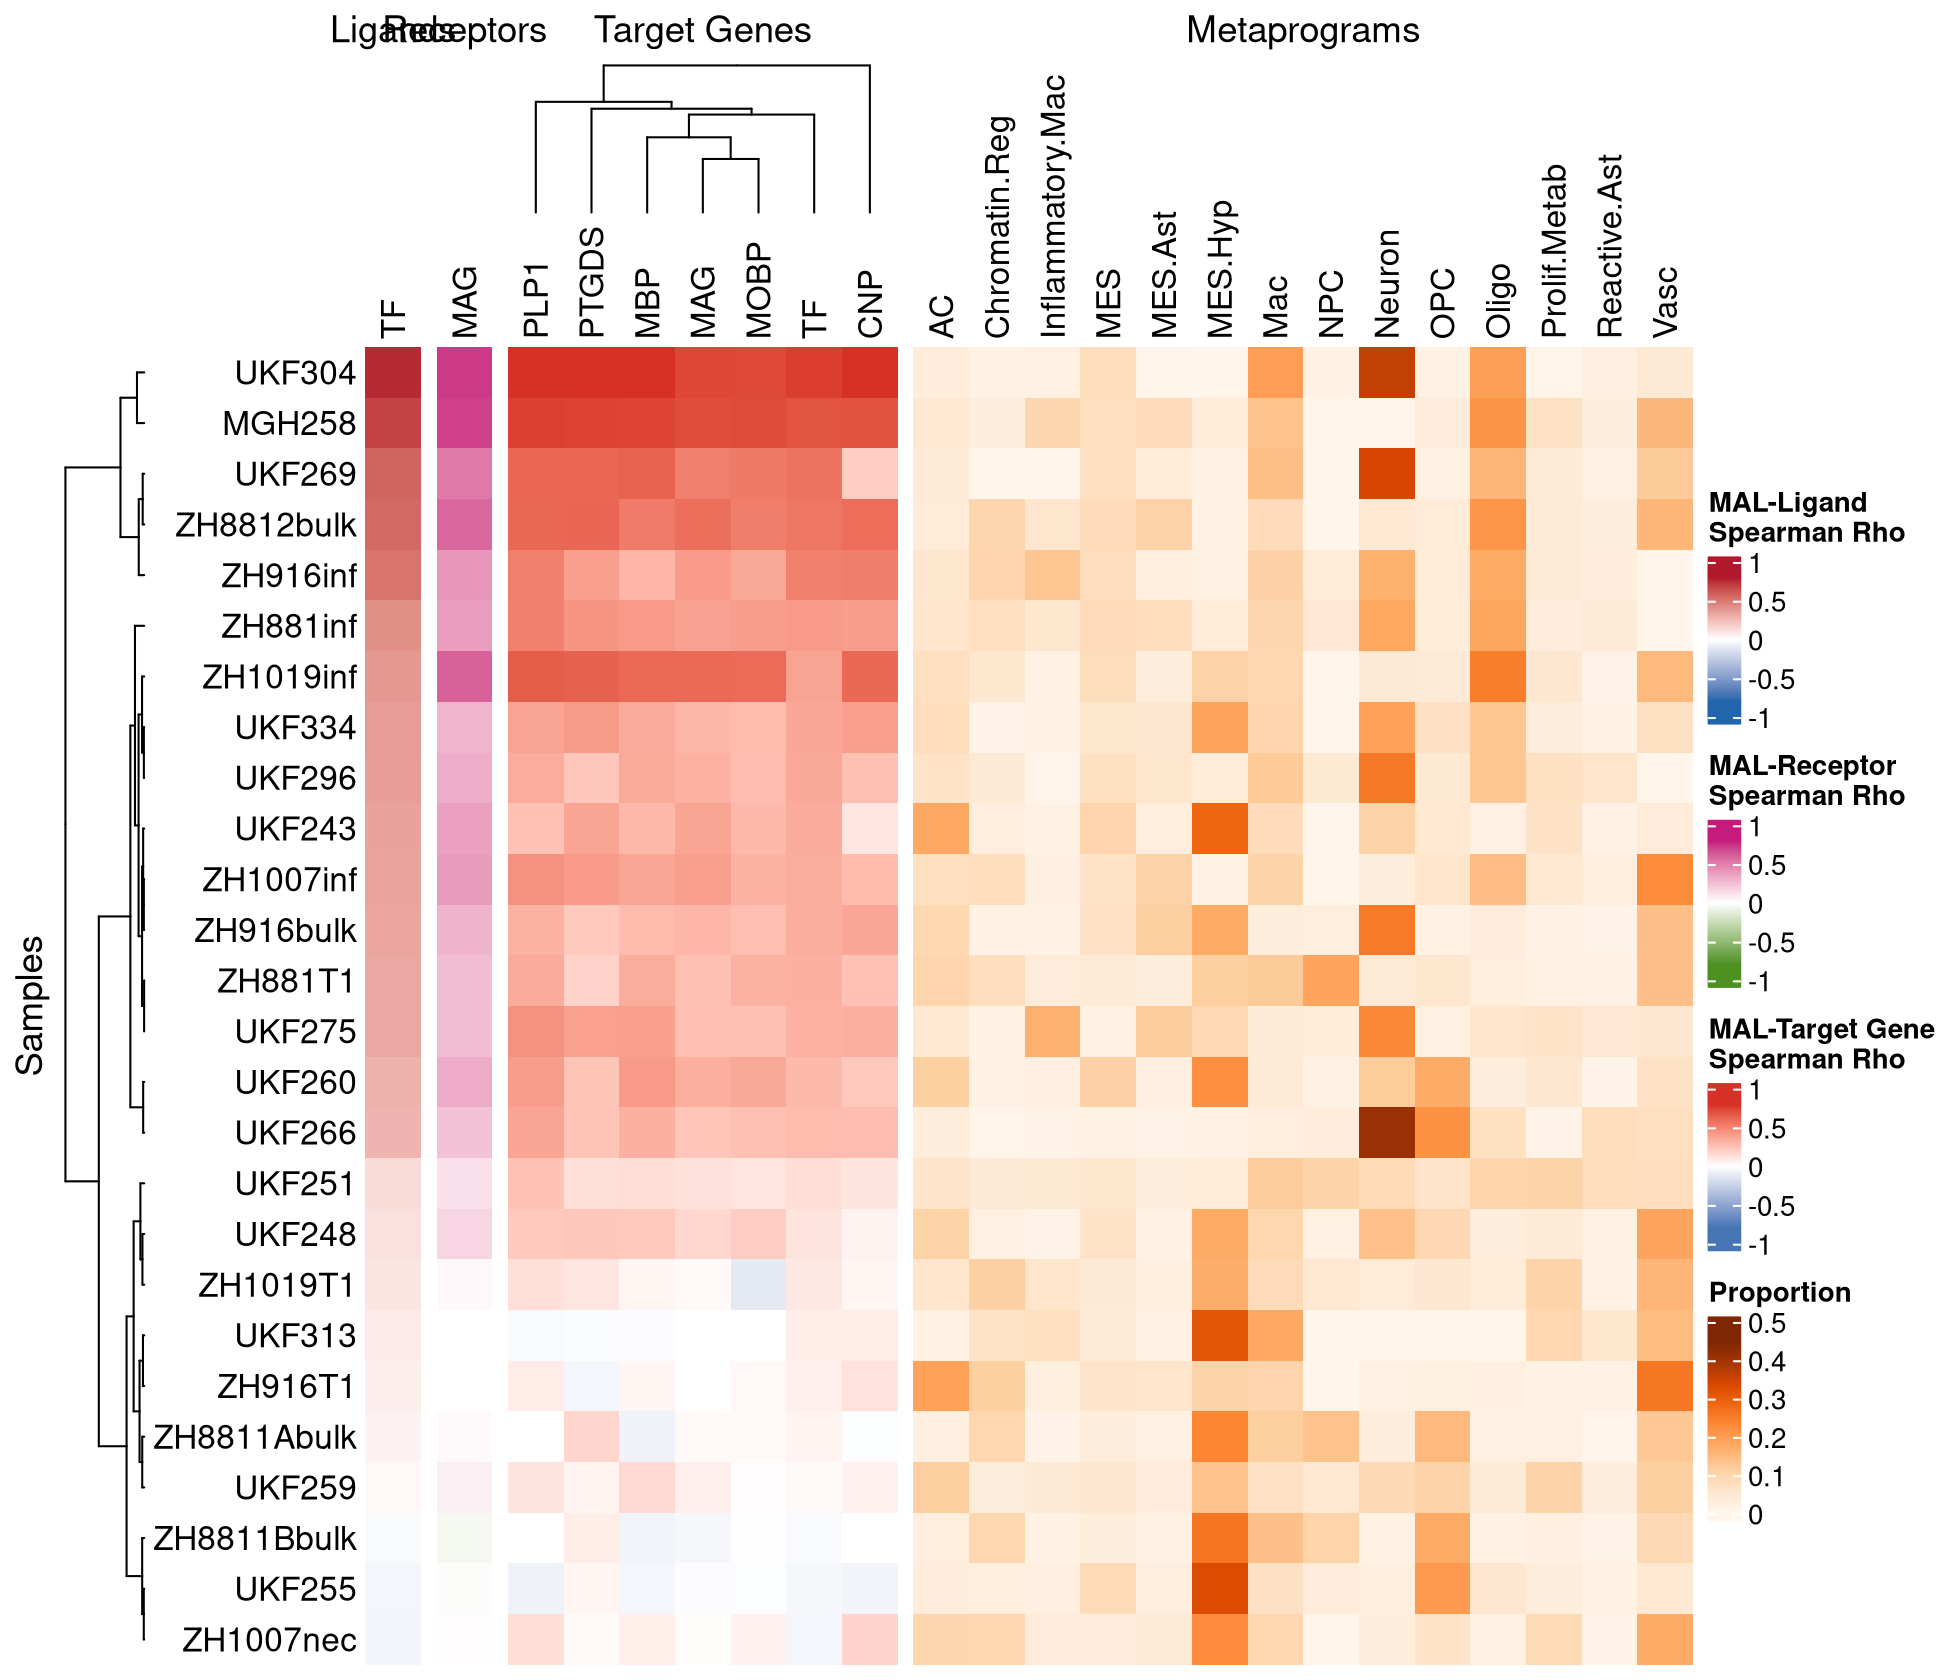 Ligands
Receptors
Target Genes
Metaprograms
TF
MAG
PLP1
PTGDS
MBP
MAG
MOBP
TF
CNP
AC
Chromatin.Reg
Inflammatory.Mac
MES
MES.Ast
MES.Hyp
Mac
NPC
Neuron
OPC
Oligo
Prolif.Metab
Reactive.Ast
Vasc
Samples
UKF304
MGH258
UKF269
ZH8812bulk
ZH916inf
ZH881inf
ZH1019inf
UKF334
UKF296
UKF243
ZH1007inf
ZH916bulk
ZH881T1
UKF275
UKF260
UKF266
UKF251
UKF248
ZH1019T1
UKF313
ZH916T1
ZH8811Abulk
UKF259
ZH8811Bbulk
UKF255
ZH1007nec
MAL-Ligand
Spearman Rho
1
0.5
0
-0.5
-1
MAL-Receptor
Spearman Rho
1
0.5
0
-0.5
-1
MAL-Target Gene
Spearman Rho
1
0.5
0
-0.5
-1
Proportion
0.5
0.4
0.3
0.2
0.1
0